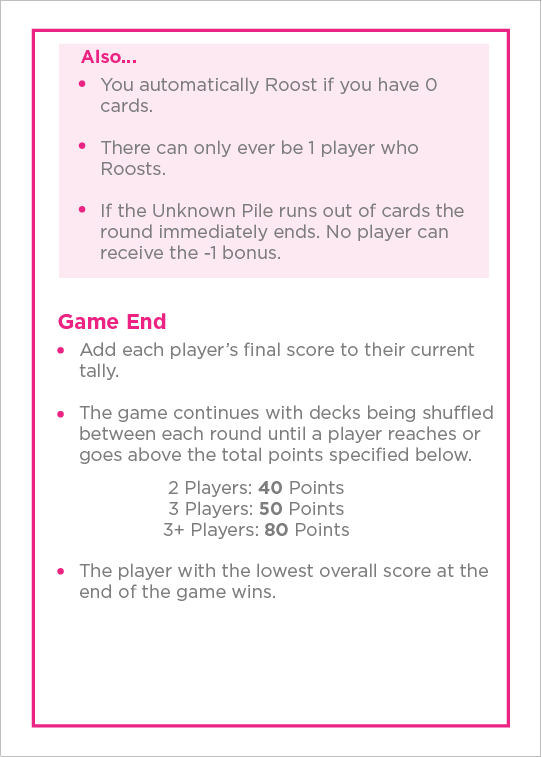 Also...
• You automatically Roost if you have 0
cards.
• There can only ever be 1 player who
Roosts.
• If the Unknown Pile runs out of cards the
round immediately ends. No player can
receive the -1 bonus.
Game End
• Add each player’s final score to their current
tally.
• The game continues with decks being shuffled
between each round until a player reaches or
goes above the total points specified below.
2 Players: 40 Points
3 Players: 50 Points
3+ Players: 80 Points
• The player with the lowest overall score at the
end of the game wins.